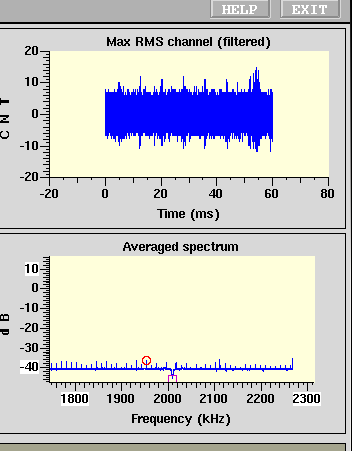 HELP EXIT
Max RMS channel (filtered)
20
10
0
-10
-20
C N T
-20 0 20 40 60 80
Time (ms)
Averaged spectrum
10
0
-10
-20
-30
-40
d B
1800 1900 2000 2100 2200 2300
Frequency (kHz)